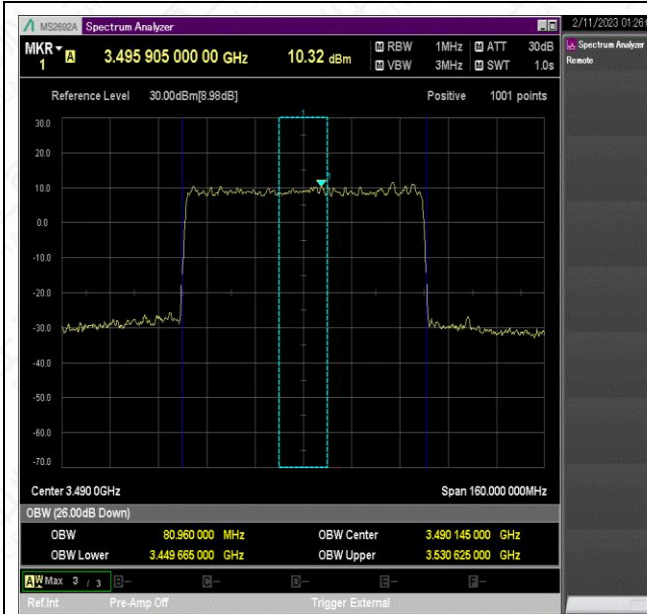 MS2692A Spectrum Analyzer
2/11/2023 01:26
MKR 1 A 3.495 905 000 00 GHz 10.32 dBm
M RBW 1MHz M ATT 30dB
M VBW 3MHz M SWT 1.0s
Spectrum Analyzer
Remote
Reference Level 30.00dBm[8.98dB] Positive 1001 points
30.0
20.0
10.0
0.0
-10.0
-20.0
-30.0
-40.0
-50.0
-60.0
-70.0
Center 3.490 0GHz Span 160.000 000MHz
OBW (26.00dB Down)
OBW 80.960 000 MHz OBW Center 3.490 145 000 GHz
OBW Lower 3.449 665 000 GHz OBW Upper 3.530 625 000 GHz
A W Max 3 / 3 B- C- D- E- F-
Ref.Int Pre-Amp Off Trigger External